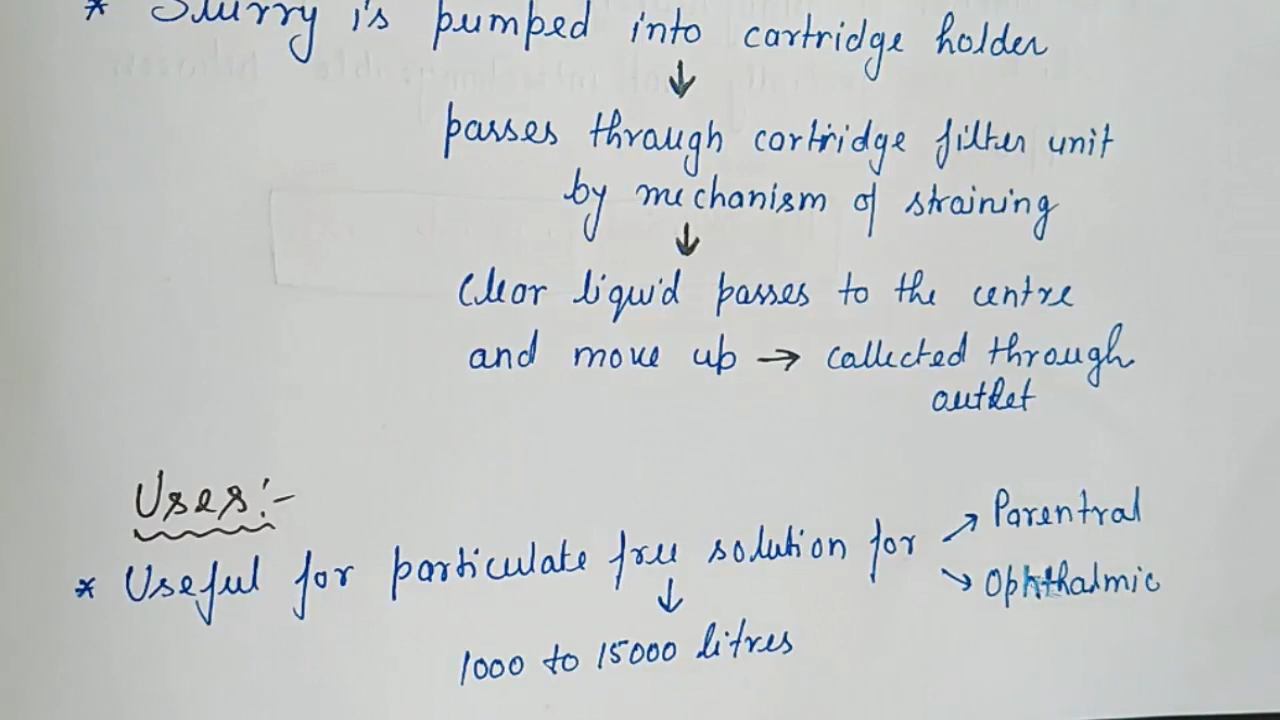 * Slurry is pumped into cartridge holder
↓
passes through cartridge filter unit
by mechanism of straining
↓
Clear liquid passes to the centre
and move up → collected through
outlet
Uses:-
* Useful for particulate free solution for → Parentral
→ Ophthalmic
↓
1000 to 15000 litres